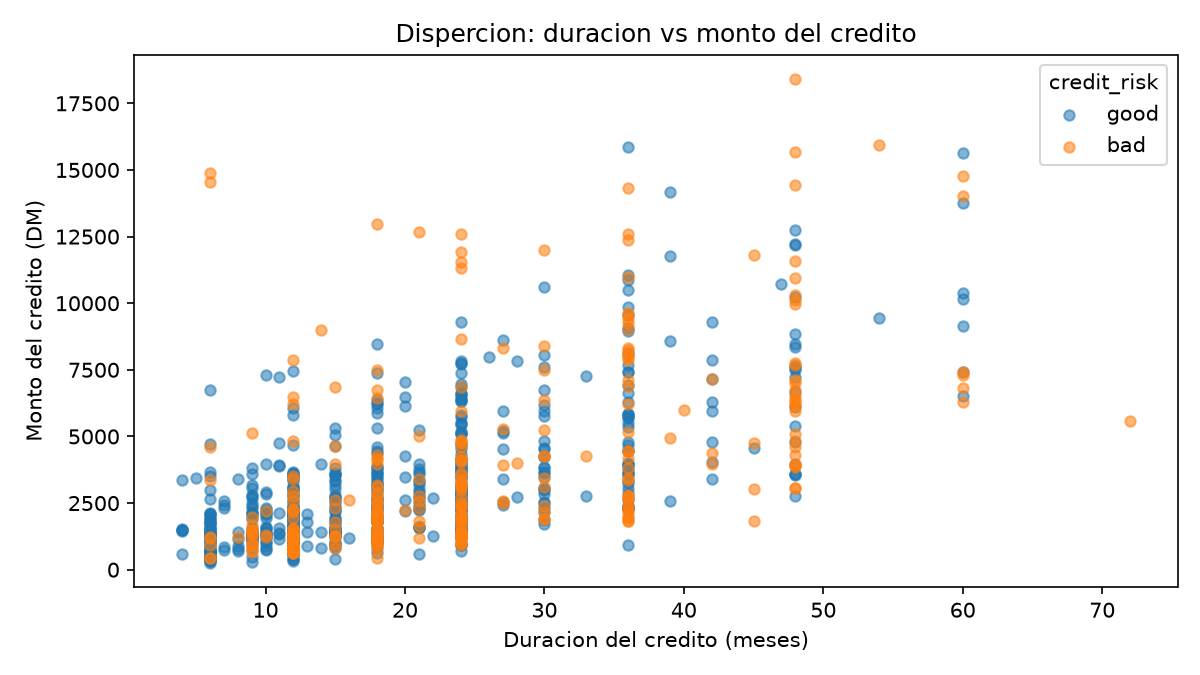 Dispercion: duracion vs monto del credito
credit_risk
good
bad
Monto del credito (DM)
17500
15000
12500
10000
7500
5000
2500
0
10 20 30 40 50 60 70
Duracion del credito (meses)